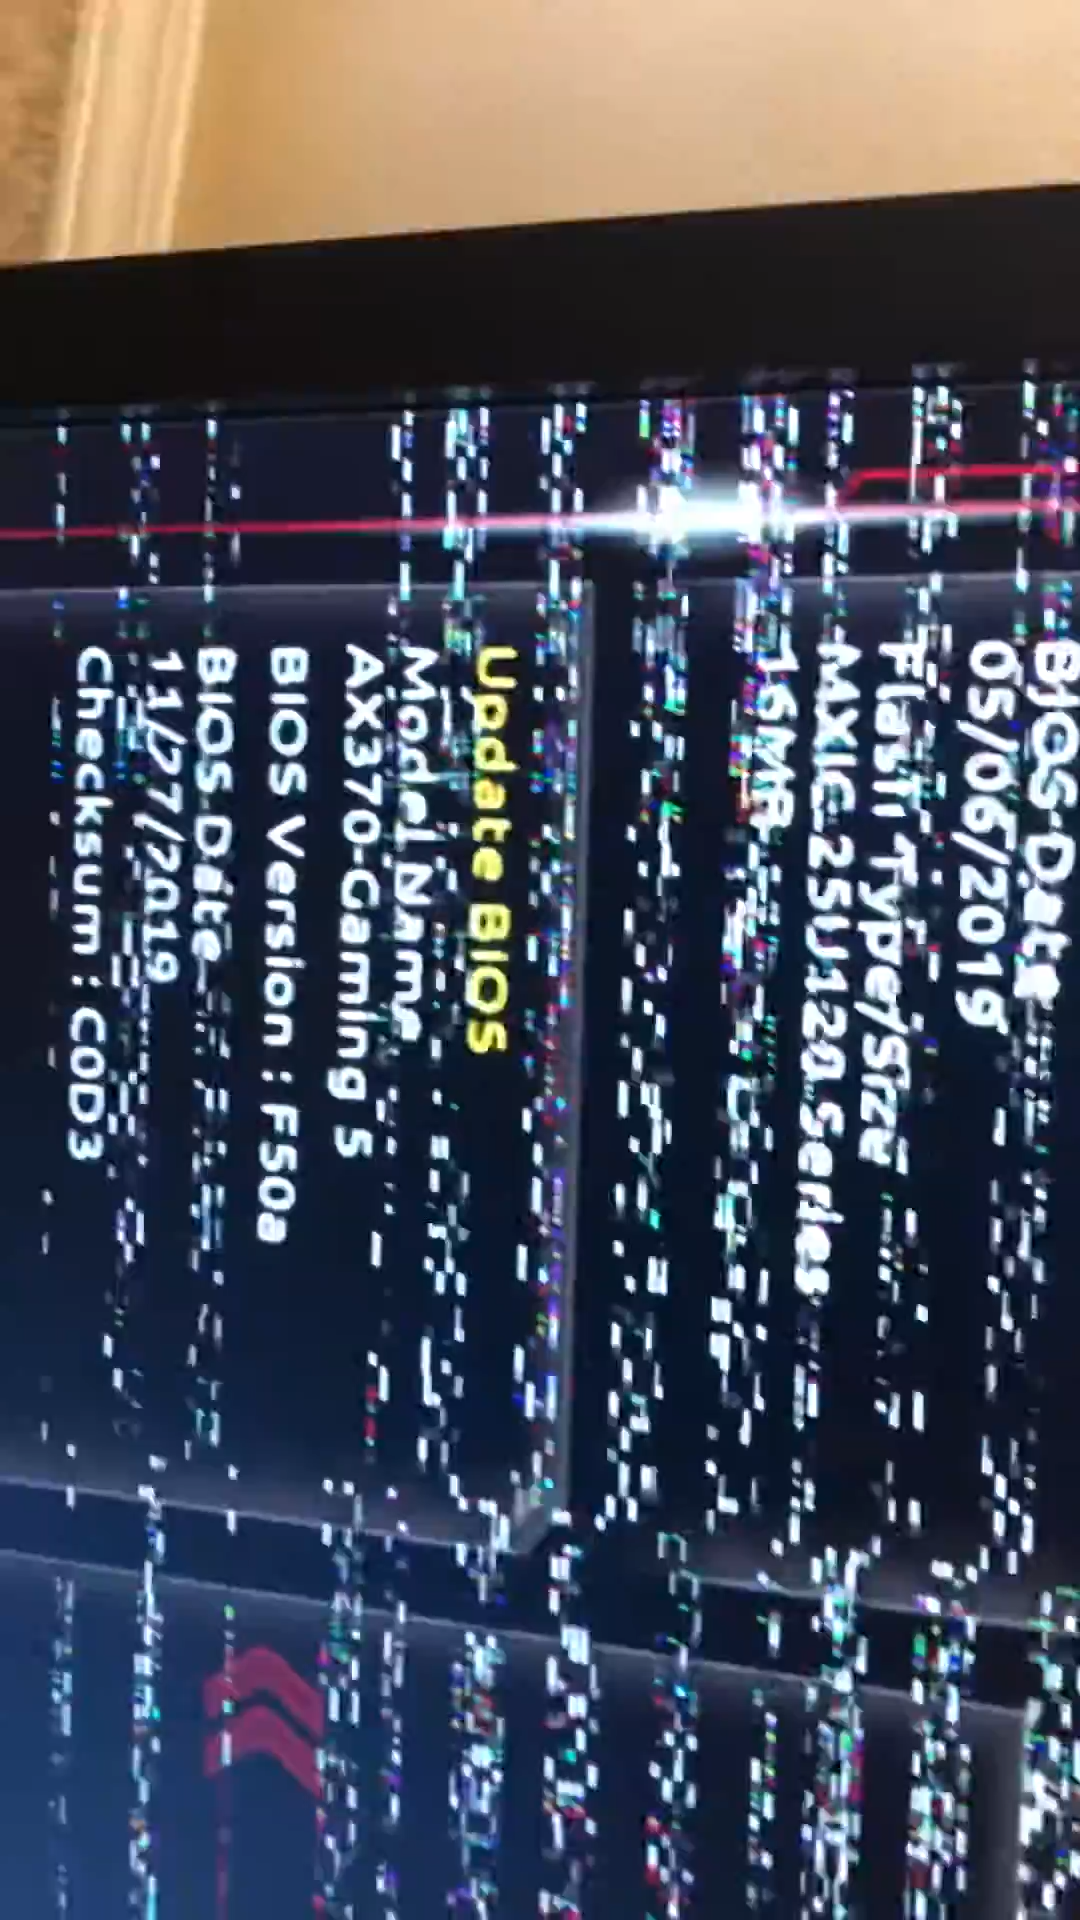 BIOS Date
05/06/2019
Flash Type/Size
MXIC 25U128 Series
16MB
Update BIOS
Model Name
AX370-Gaming 5
BIOS Version : F50a
BIOS Date
11/27/2019
Checksum : C0D3